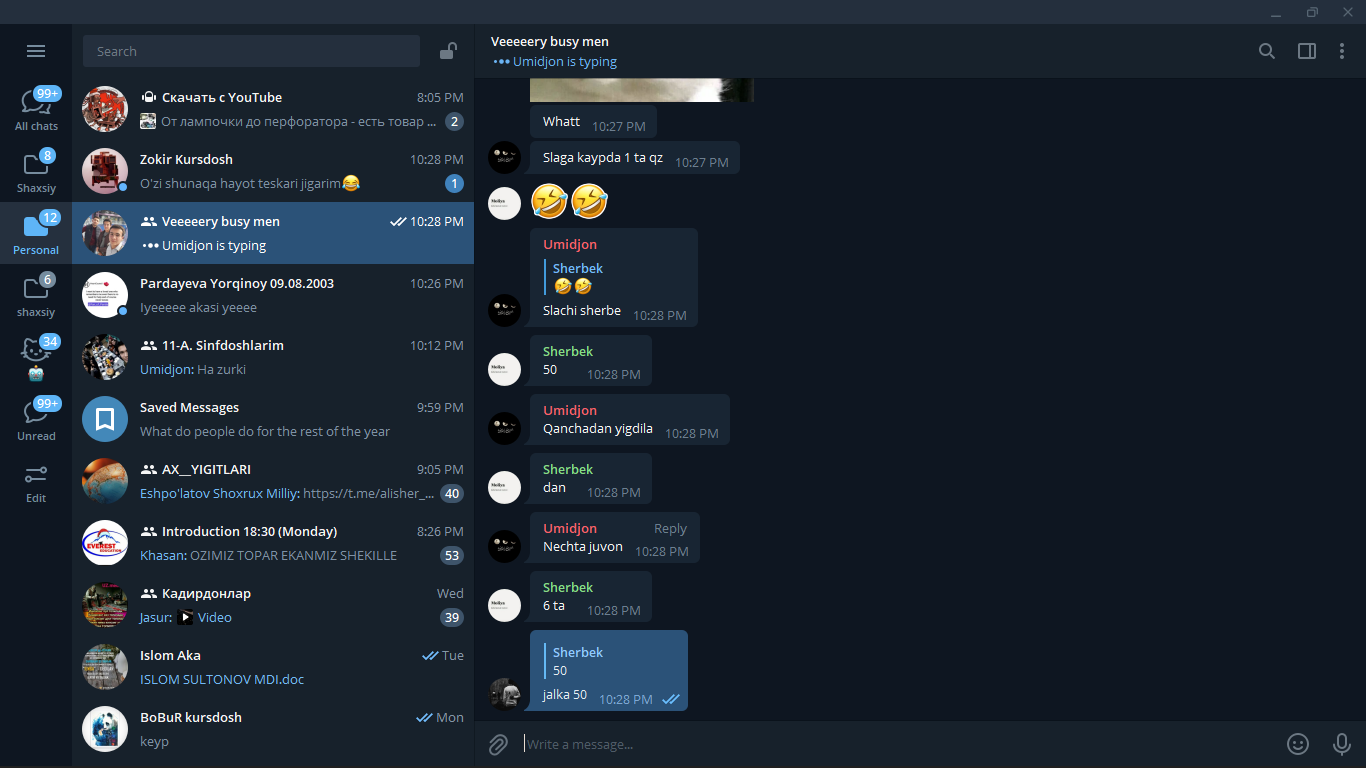 Search
99+
All chats
8
Shaxsiy
12
Personal
6
shaxsiy
34
99+
Unread
Edit
Скачать с YouTube 8:05 PM
От лампочки до перфоратора - есть товар ... 2
Zokir Kursdosh 10:28 PM
O'zi shunaqa hayot teskari jigarim😂 1
Veeeeery busy men 10:28 PM
Umidjon is typing
Pardayeva Yorqinoy 09.08.2003 10:26 PM
Iyeeeee akasi yeeee
11-A. Sinfdoshlarim 10:12 PM
Umidjon: Ha zurki
Saved Messages 9:59 PM
What do people do for the rest of the year
AX__YIGITLARI 9:05 PM
Eshpo'latov Shoxrux Milliy: https://t.me/alisher_... 40
Introduction 18:30 (Monday) 8:26 PM
Khasan: OZIMIZ TOPAR EKANMIZ SHEKILLE 53
EVEREST
EDUCATION
Кадирдонлар Wed
Jasur: Video 39
Islom Aka Tue
ISLOM SULTONOV MDI.doc
BoBuR kursdosh Mon
keyp
Veeeeery busy men
Umidjon is typing
Whatt 10:27 PM
Slaga kaypda 1 ta qz 10:27 PM
🤣🤣
Umidjon
Sherbek
🤣🤣
Slachi sherbe 10:28 PM
Sherbek
50 10:28 PM
Umidjon
Qanchadan yigdila 10:28 PM
Sherbek
dan 10:28 PM
Umidjon Reply
Nechta juvon 10:28 PM
Sherbek
6 ta 10:28 PM
Sherbek
50
jalka 50 10:28 PM
Write a message...